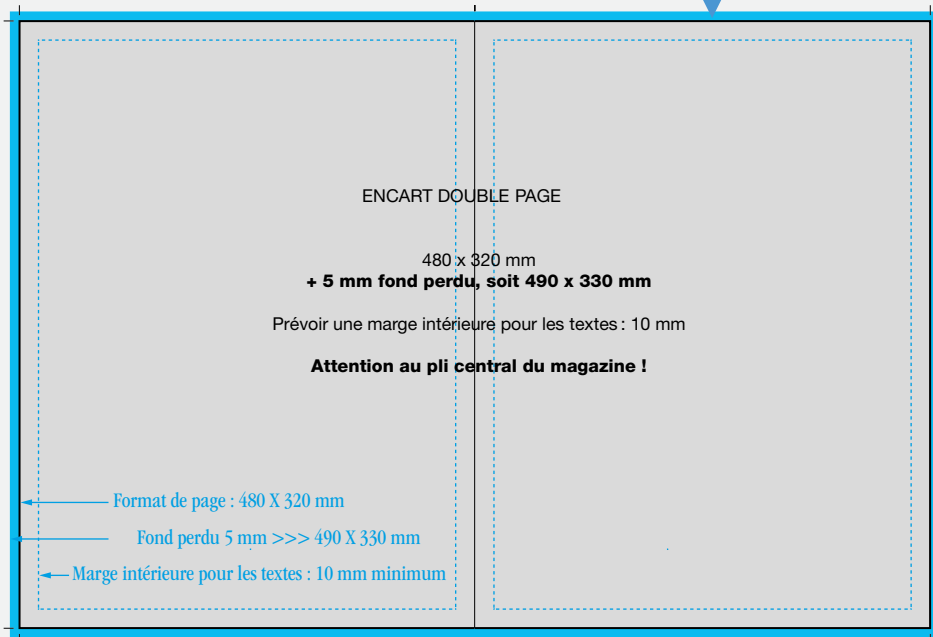 ENCART DOUBLE PAGE
480 x 320 mm
+ 5 mm fond perdu, soit 490 x 330 mm
Prévoir une marge intérieure pour les textes : 10 mm
Attention au pli central du magazine !
Format de page : 480 X 320 mm
Fond perdu 5 mm >>> 490 X 330 mm
Marge intérieure pour les textes : 10 mm minimum